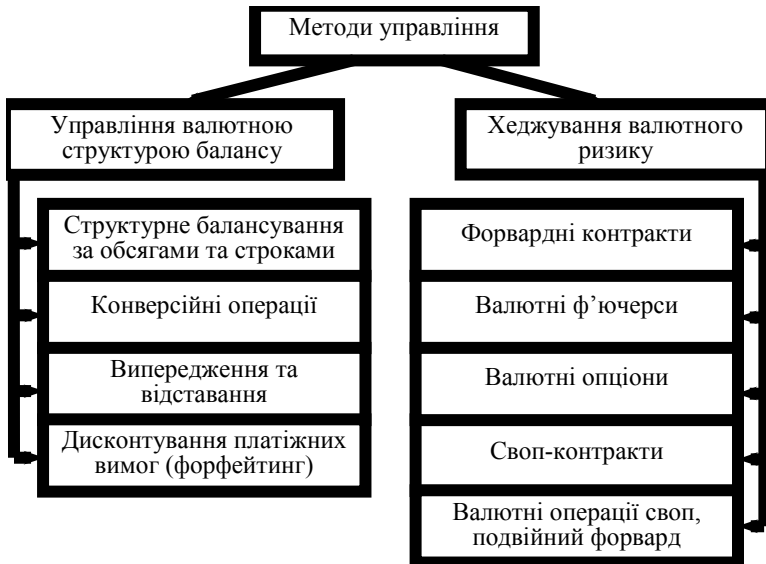 Методи управління
Управління валютною
структурою балансу
Хеджування валютного
ризику
Структурне балансування
за обсягами та строками
Конверсійні операції
Випередження та
відставання
Дисконтування платіжних
вимог (форфейтинг)
Форвардні контракти
Валютні ф’ючерси
Валютні опціони
Своп-контракти
Валютні операції своп,
подвійний форвард